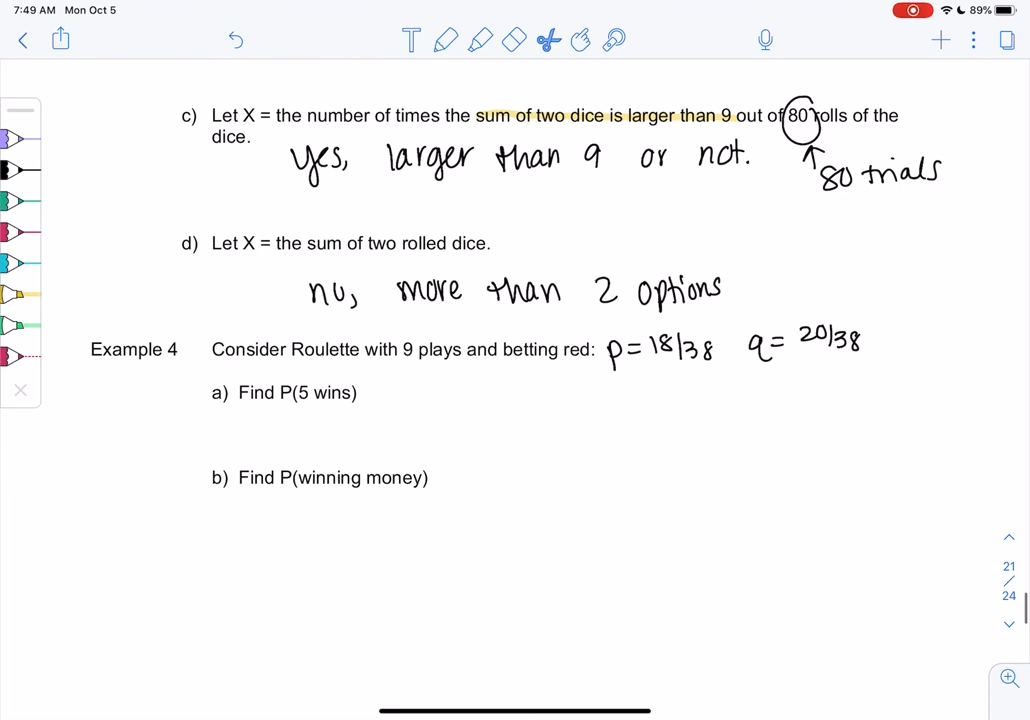 7:49 AM Mon Oct 5
89%
c) Let X = the number of times the sum of two dice is larger than 9 out of 80 rolls of the
dice.
yes, larger than 9 or not.
80 trials
d) Let X = the sum of two rolled dice.
no, more than 2 options
Example 4 Consider Roulette with 9 plays and betting red: p = 18/38 q = 20/38
a) Find P(5 wins)
b) Find P(winning money)
21
/
24